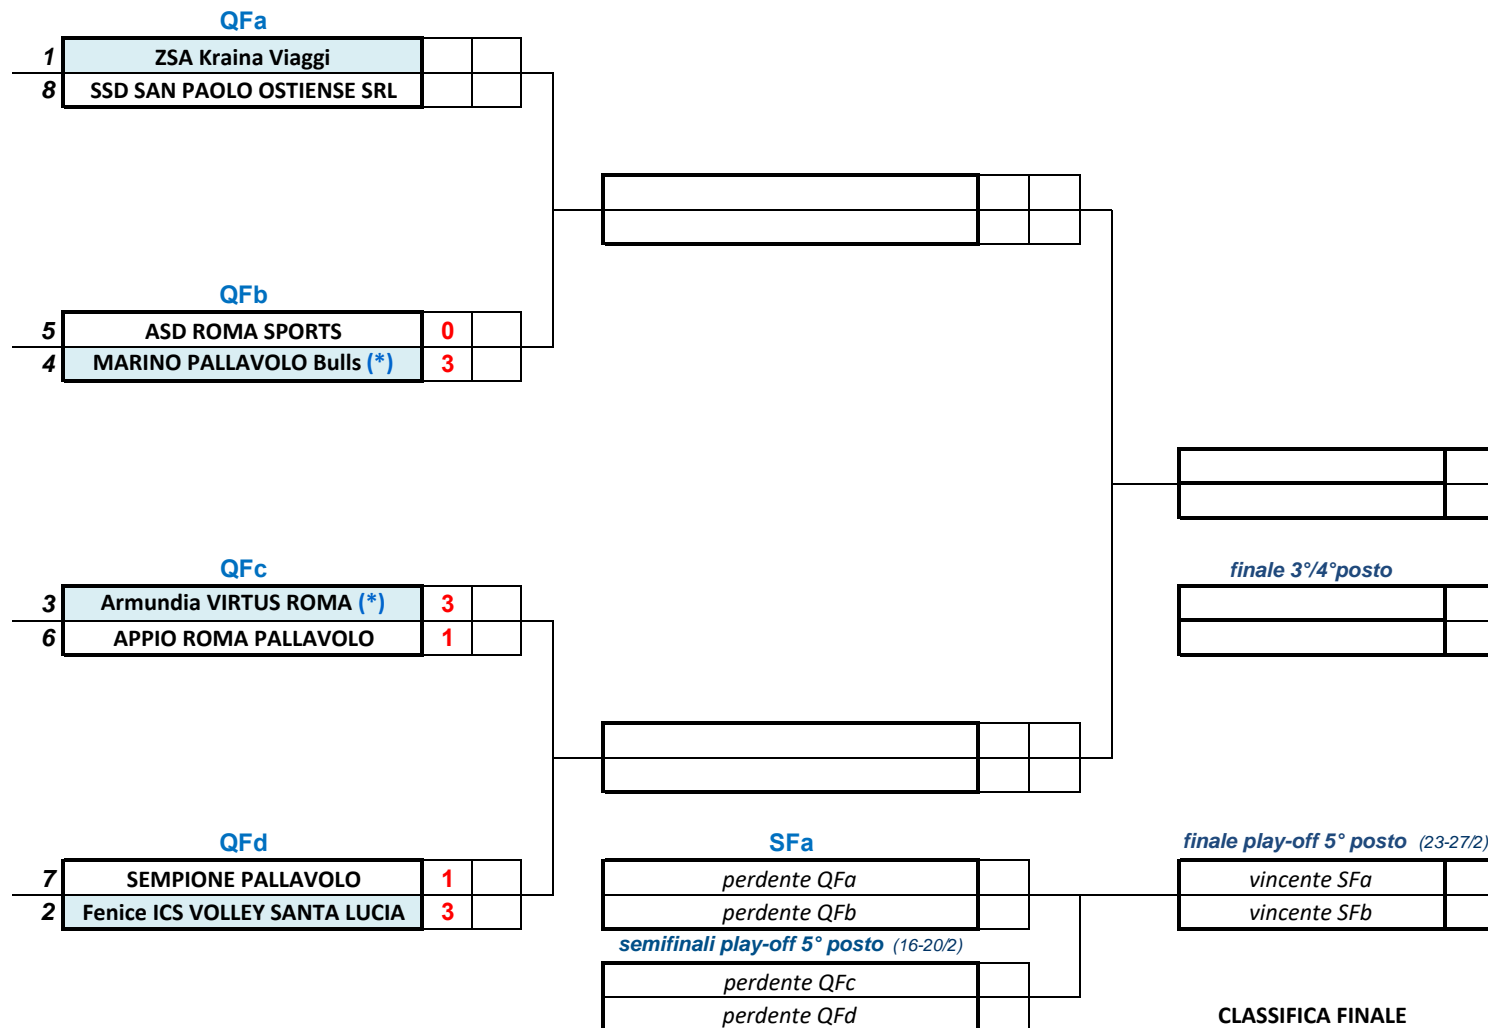 QFa
1 ZSA Kraina Viaggi
8 SSD SAN PAOLO OSTIENSE SRL
QFb
5 ASD ROMA SPORTS 0
4 MARINO PALLAVOLO Bulls (*) 3
QFc
3 Armundia VIRTUS ROMA (*) 3
6 APPIO ROMA PALLAVOLO 1
finale 3°/4°posto
QFd
7 SEMPIONE PALLAVOLO 1
2 Fenice ICS VOLLEY SANTA LUCIA 3
SFa
perdente QFa
perdente QFb
semifinali play-off 5° posto (16-20/2)
perdente QFc
perdente QFd
finale play-off 5° posto (23-27/2)
vincente SFa
vincente SFb
CLASSIFICA FINALE